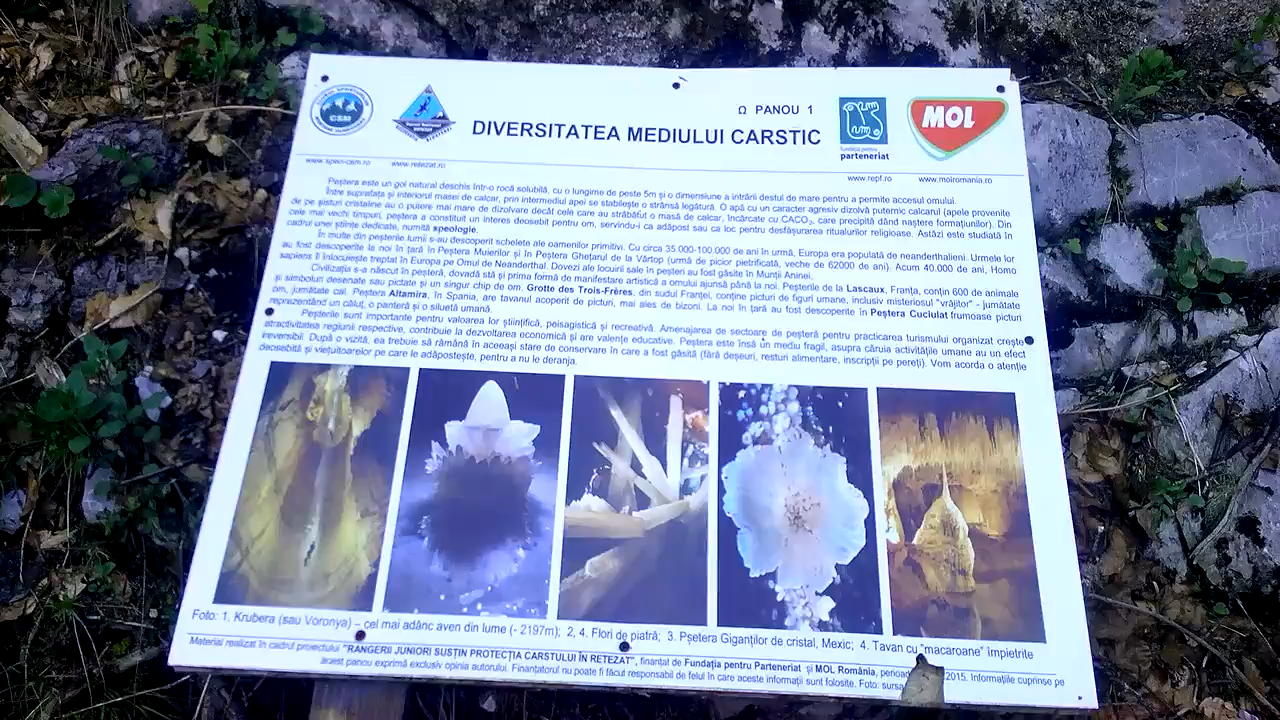 CSM
Ω PANOU 1
MOL
DIVERSITATEA MEDIULUI CARSTIC
fundația pentru
parteneriat
www.speo-csm.ro www.retezat.ro
www.repf.ro www.molromania.ro
Peștera este un gol natural deschis într-o rocă solubilă, cu o lungime de peste 5m și o dimensiune a intrării destul de mare pentru a permite accesul omului.
Între suprafața și interiorul masei de calcar, prin intermediul apei se stabilește o strânsă legătură. O apă cu un caracter agresiv dizolvă puternic calcarul (apele provenite
de pe șisturi cristaline au o putere mai mare de dizolvare decât cele care au străbătut o masă de calcar, încărcate cu CACO3, care precipită dând naștere formațiunilor). Din
cele mai vechi timpuri, peștera a constituit un interes deosebit pentru om, servindu-i ca adăpost sau ca loc pentru desfășurarea ritualurilor religioase. Astăzi este studiată în
cadrul unei științe dedicate, numită speologie.
În multe din peșterile lumii s-au descoperit schelete ale oamenilor primitivi. Cu circa 35.000-100.000 de ani în urmă, Europa era populată de neanderthalieni. Urmele lor
au fost descoperite la noi în țară în Peștera Muierilor și în Peștera Ghețarul de la Vârtop (urmă de picior pietrificată, veche de 62000 de ani). Acum 40.000 de ani, Homo
sapiens îl înlocuiește treptat în Europa pe Omul de Neanderthal. Dovezi ale locuirii sale în peșteri au fost găsite în Munții Aninei.
Civilizația s-a născut în peșteră, dovadă stă și prima formă de manifestare artistică a omului ajunsă până la noi. Peșterile de la Lascaux, Franța, conțin 600 de animale
și simboluri desenate sau pictate și un singur chip de om. Grotte des Trois-Frères, din sudul Franței, conține picturi de figuri umane, inclusiv misteriosul "vrăjitor" - jumătate
om, jumătate cal. Peștera Altamira, în Spania, are tavanul acoperit de picturi, mai ales de bizoni. La noi în țară au fost descoperite în Peștera Cuciulat frumoase picturi
reprezentând un căluț, o panteră și o siluetă umană.
Peșterile sunt importante pentru valoarea lor științifică, peisagistică și recreativă. Amenajarea de sectoare de peșteră pentru practicarea turismului organizat crește
atractivitatea regiunii respective, contribuie la dezvoltarea economică și are valențe educative. Peștera este însă un mediu fragil, asupra căruia activitățile umane au un efect
ireversibil. După o vizită, ea trebuie să rămână în aceeași stare de conservare în care a fost găsită (fără deșeuri, resturi alimentare, inscripții pe pereți). Vom acorda o atenție
deosebită și viețuitoarelor pe care le adăpostește, pentru a nu le deranja.
Foto: 1. Krubera (sau Voronya) – cel mai adânc aven din lume (- 2197m); 2, 4. Flori de piatră; 3. Pșetera Giganților de cristal, Mexic; 4. Tavan cu "macaroane" împietrite
Material realizat în cadrul proiectului "RANGERII JUNIORI SUSȚIN PROTECȚIA CARSTULUI ÎN RETEZAT", finanțat de Fundația pentru Parteneriat și MOL România, 2015. Informațiile cuprinse pe
acest panou exprimă exclusiv opinia autorului. Finanțatorul nu poate fi făcut responsabil de felul în care aceste informații sunt folosite. Foto: